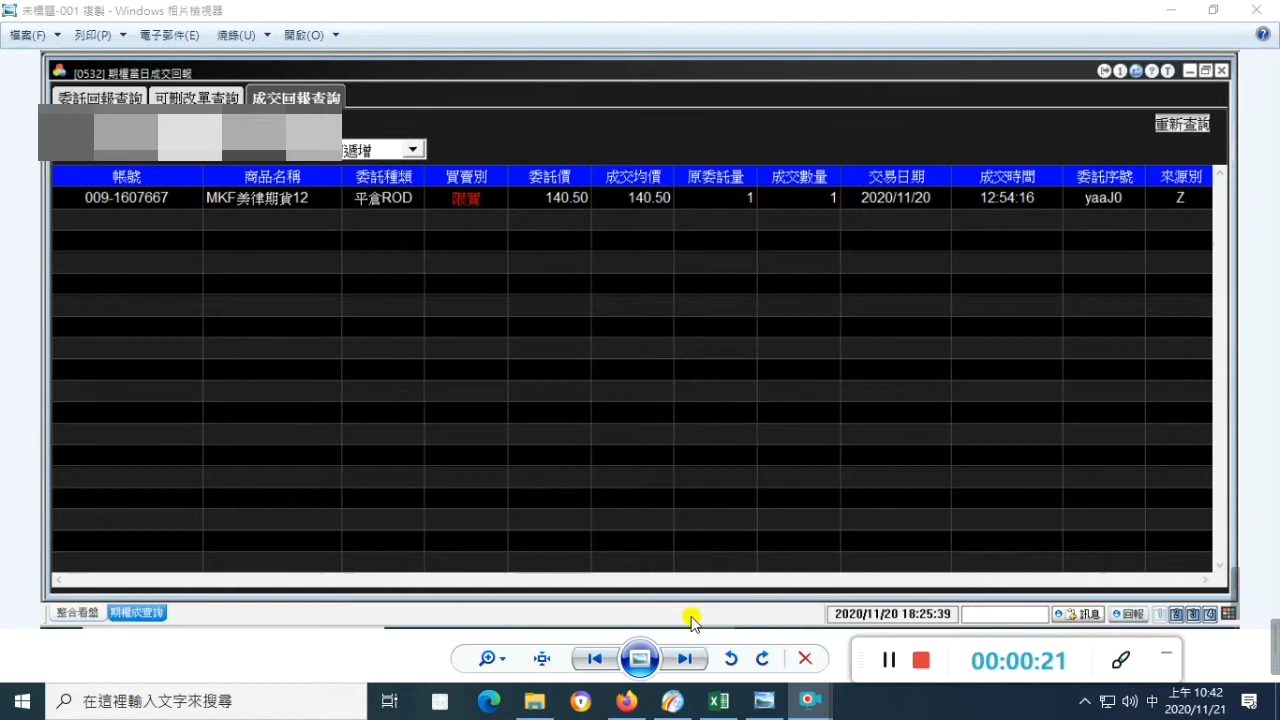 未標題-001 複製 - Windows 相片檢視器
檔案(F) 列印(P) 電子郵件(E) 燒錄(U) 開啟(O)
[0532] 期權當日成交回報
委託回報查詢 可刪改單查詢 成交回報查詢
重新查詢
遞增
帳號 商品名稱 委託種類 買賣別 委託價 成交均價 原委託量 成交數量 交易日期 成交時間 委託序號 來源別
009-1607667 MKF美律期貨12 平倉ROD 限買 140.50 140.50 1 1 2020/11/20 12:54:16 yaaJ0 Z
整合看盤 期權成查詢 2020/11/20 18:25:39 訊息 回報
00:00:21
在這裡輸入文字來搜尋
中 上午 10:42
2020/11/21